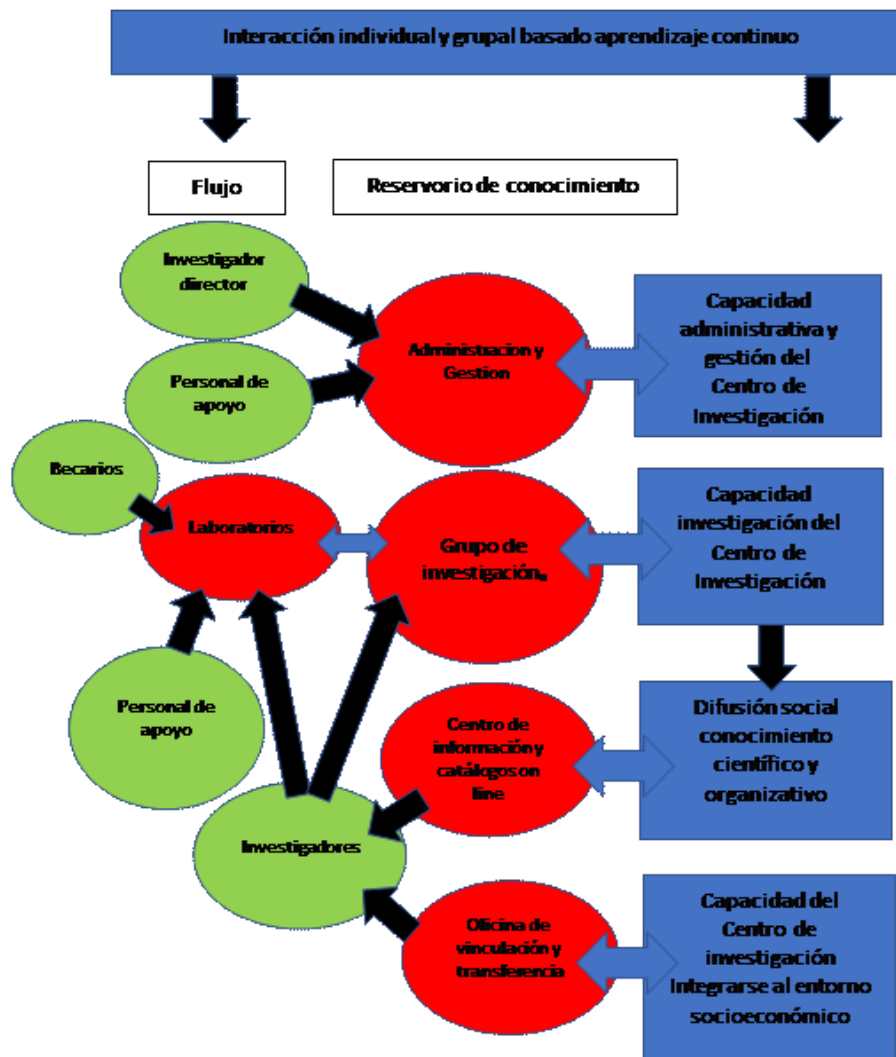 Interacción individual y grupal basado aprendizaje continuo
Flujo
Reservorio de conocimiento
Investigador
director
Administracion y
Gestion
Capacidad
administrativa y
gestión del
Centro de
Investigación
Personal de
apoyo
Becarios
Laboratorios
Grupo de
investigación
Capacidad
investigación del
Centro de
Investigación
Personal de
apoyo
Centro de
información y
catálogos on
line
Difusión social
conocimiento
científico y
organizativo
Investigadores
Oficina de
vinculación y
transferencia
Capacidad del
Centro de
investigación
Integrarse al entorno
socioeconómico